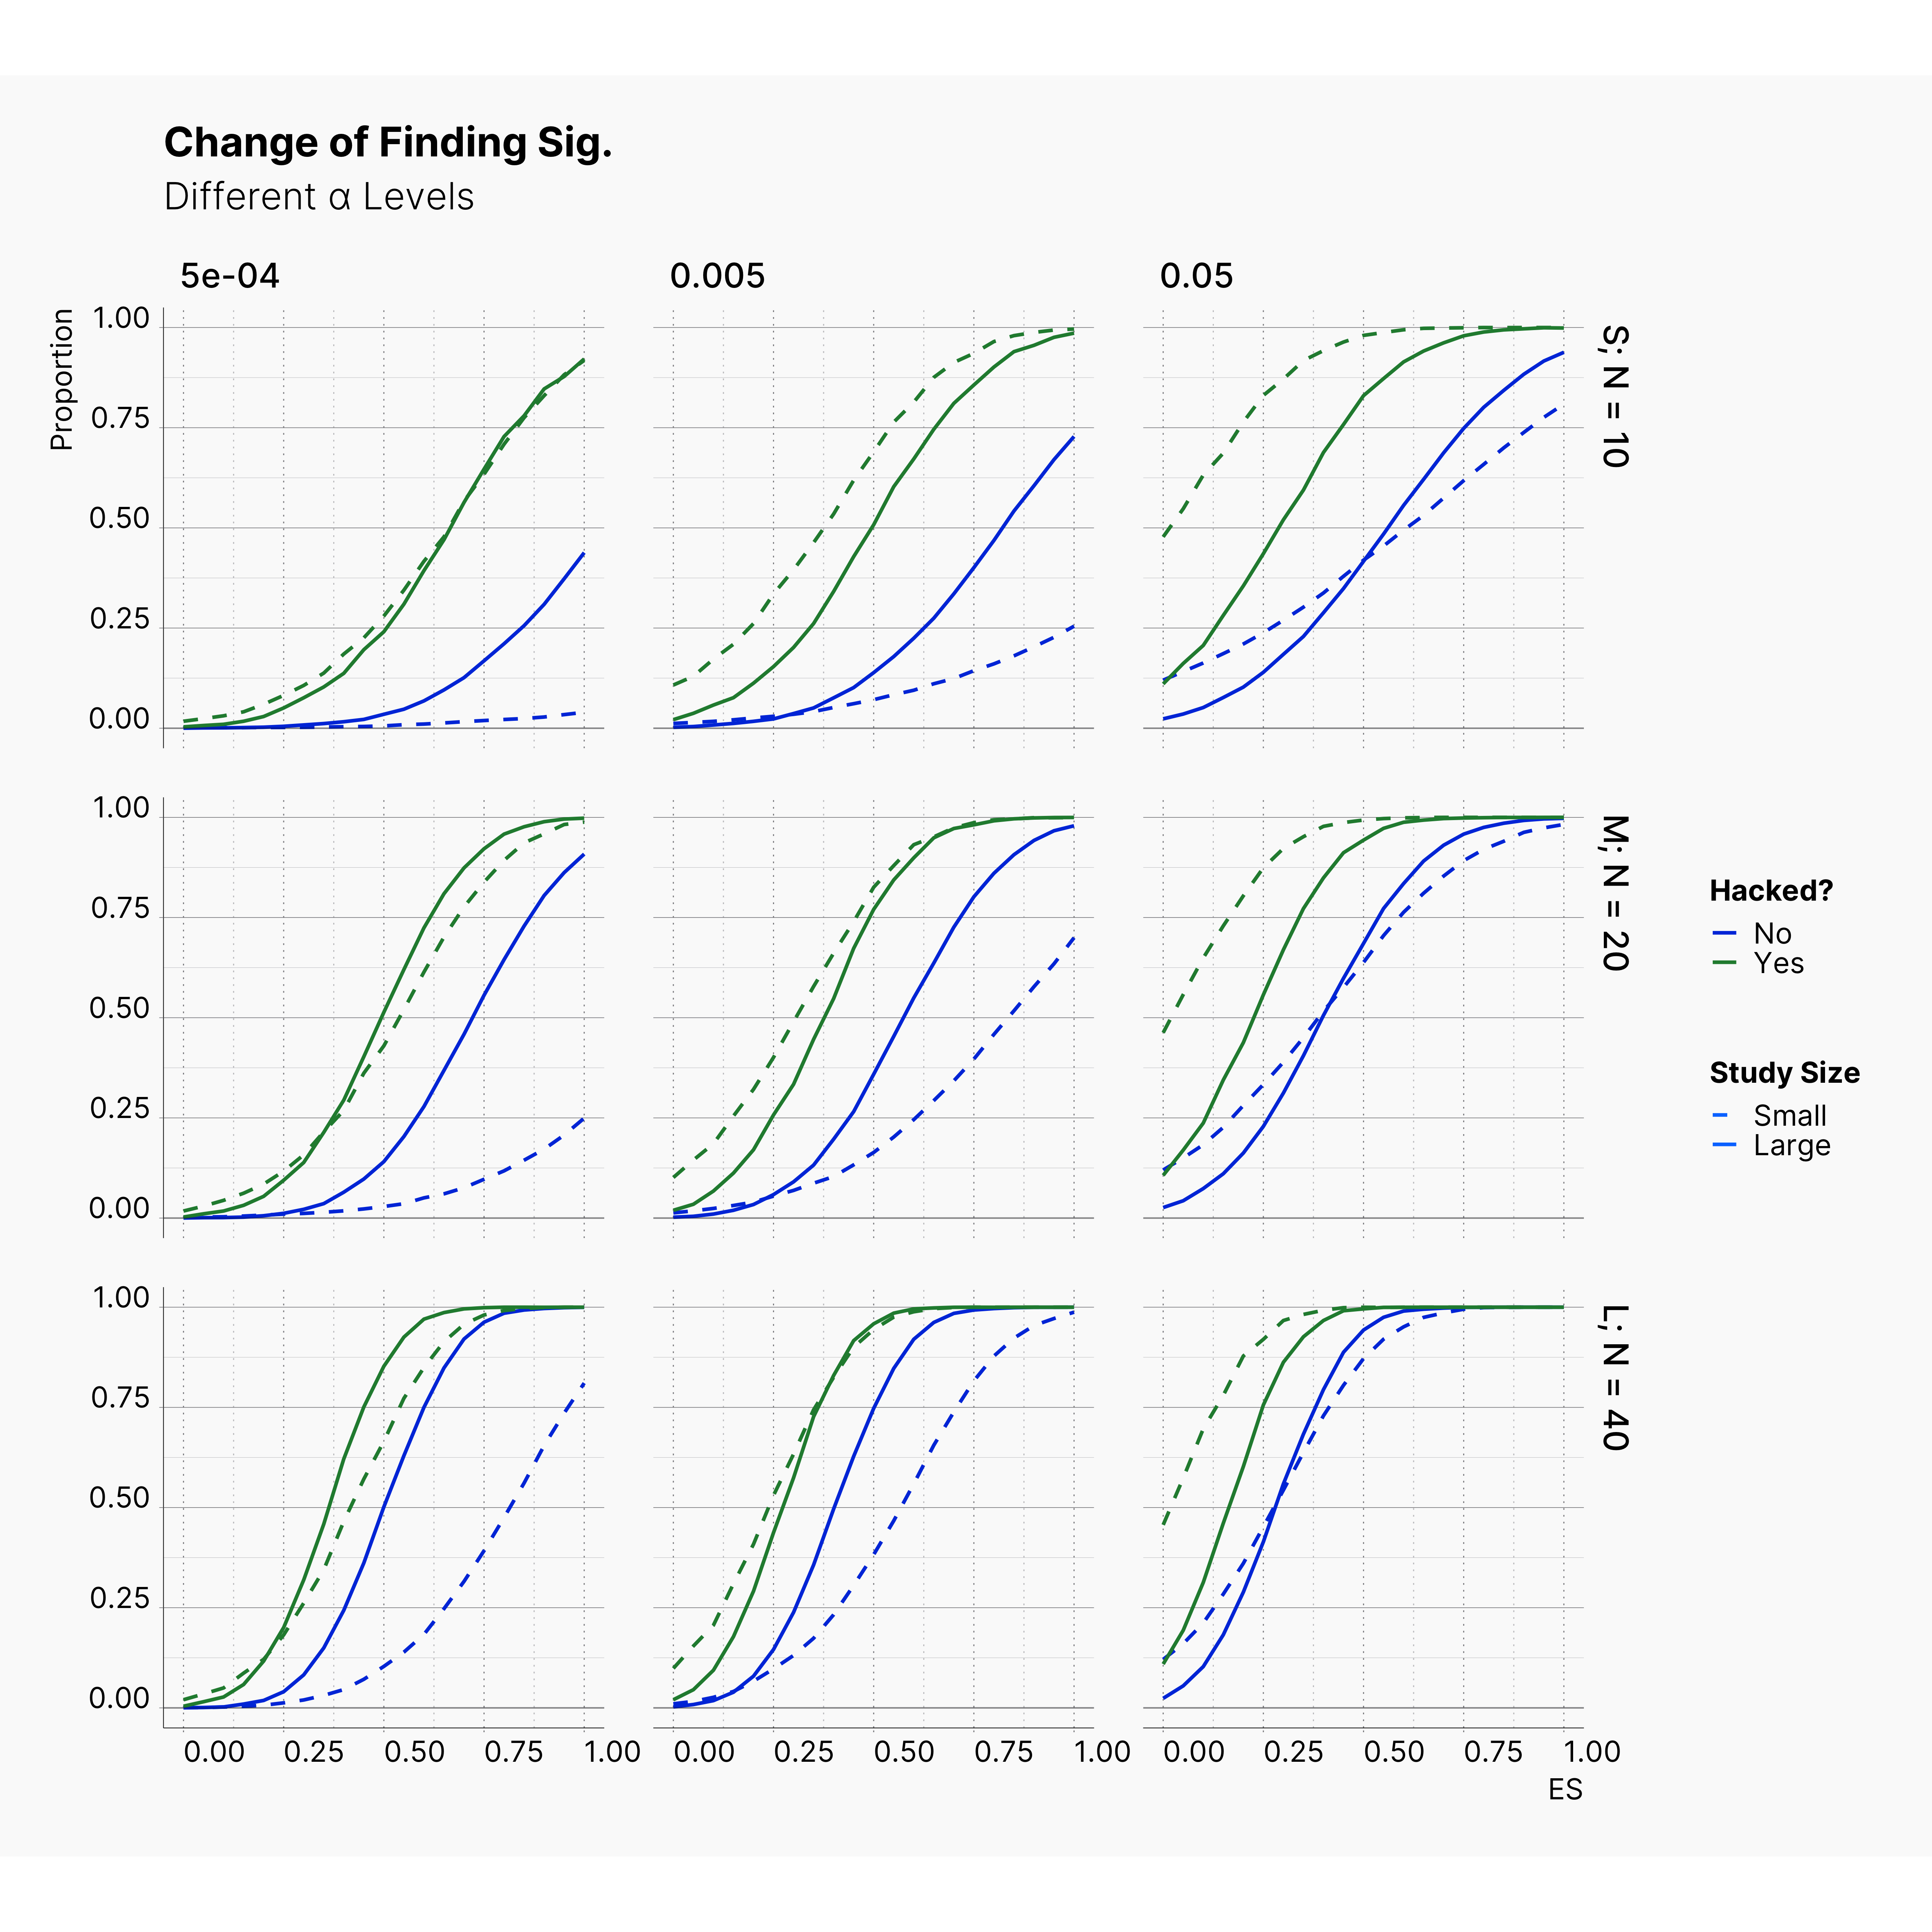 Change of Finding Sig.
Different α Levels
5e-04
0.005
0.05
Proportion
1.00
0.75
0.50
0.25
0.00
S; N = 10
1.00
0.75
0.50
0.25
0.00
M; N = 20
1.00
0.75
0.50
0.25
0.00
L; N = 40
0.00 0.25 0.50 0.75 1.00
0.00 0.25 0.50 0.75 1.00
0.00 0.25 0.50 0.75 1.00
ES
Hacked?
No
Yes
Study Size
Small
Large